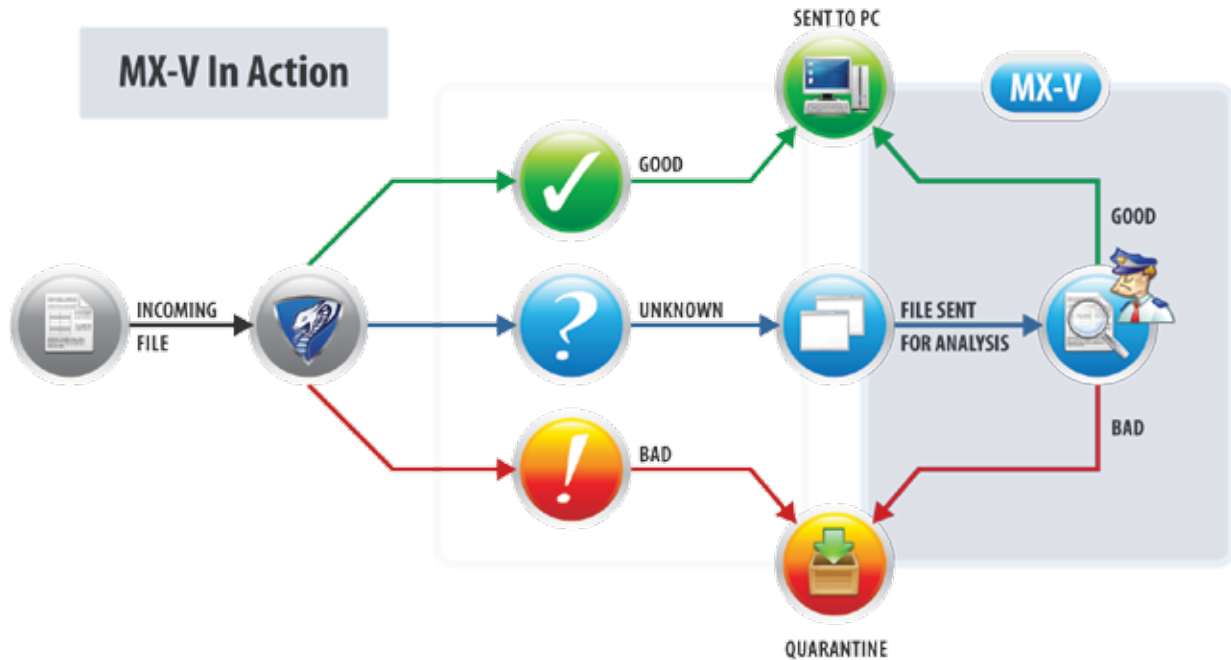 SENT TO PC
MX-V In Action
MX-V
GOOD
GOOD
INCOMING
FILE
UNKNOWN
FILE SENT
FOR ANALYSIS
BAD
BAD
QUARANTINE